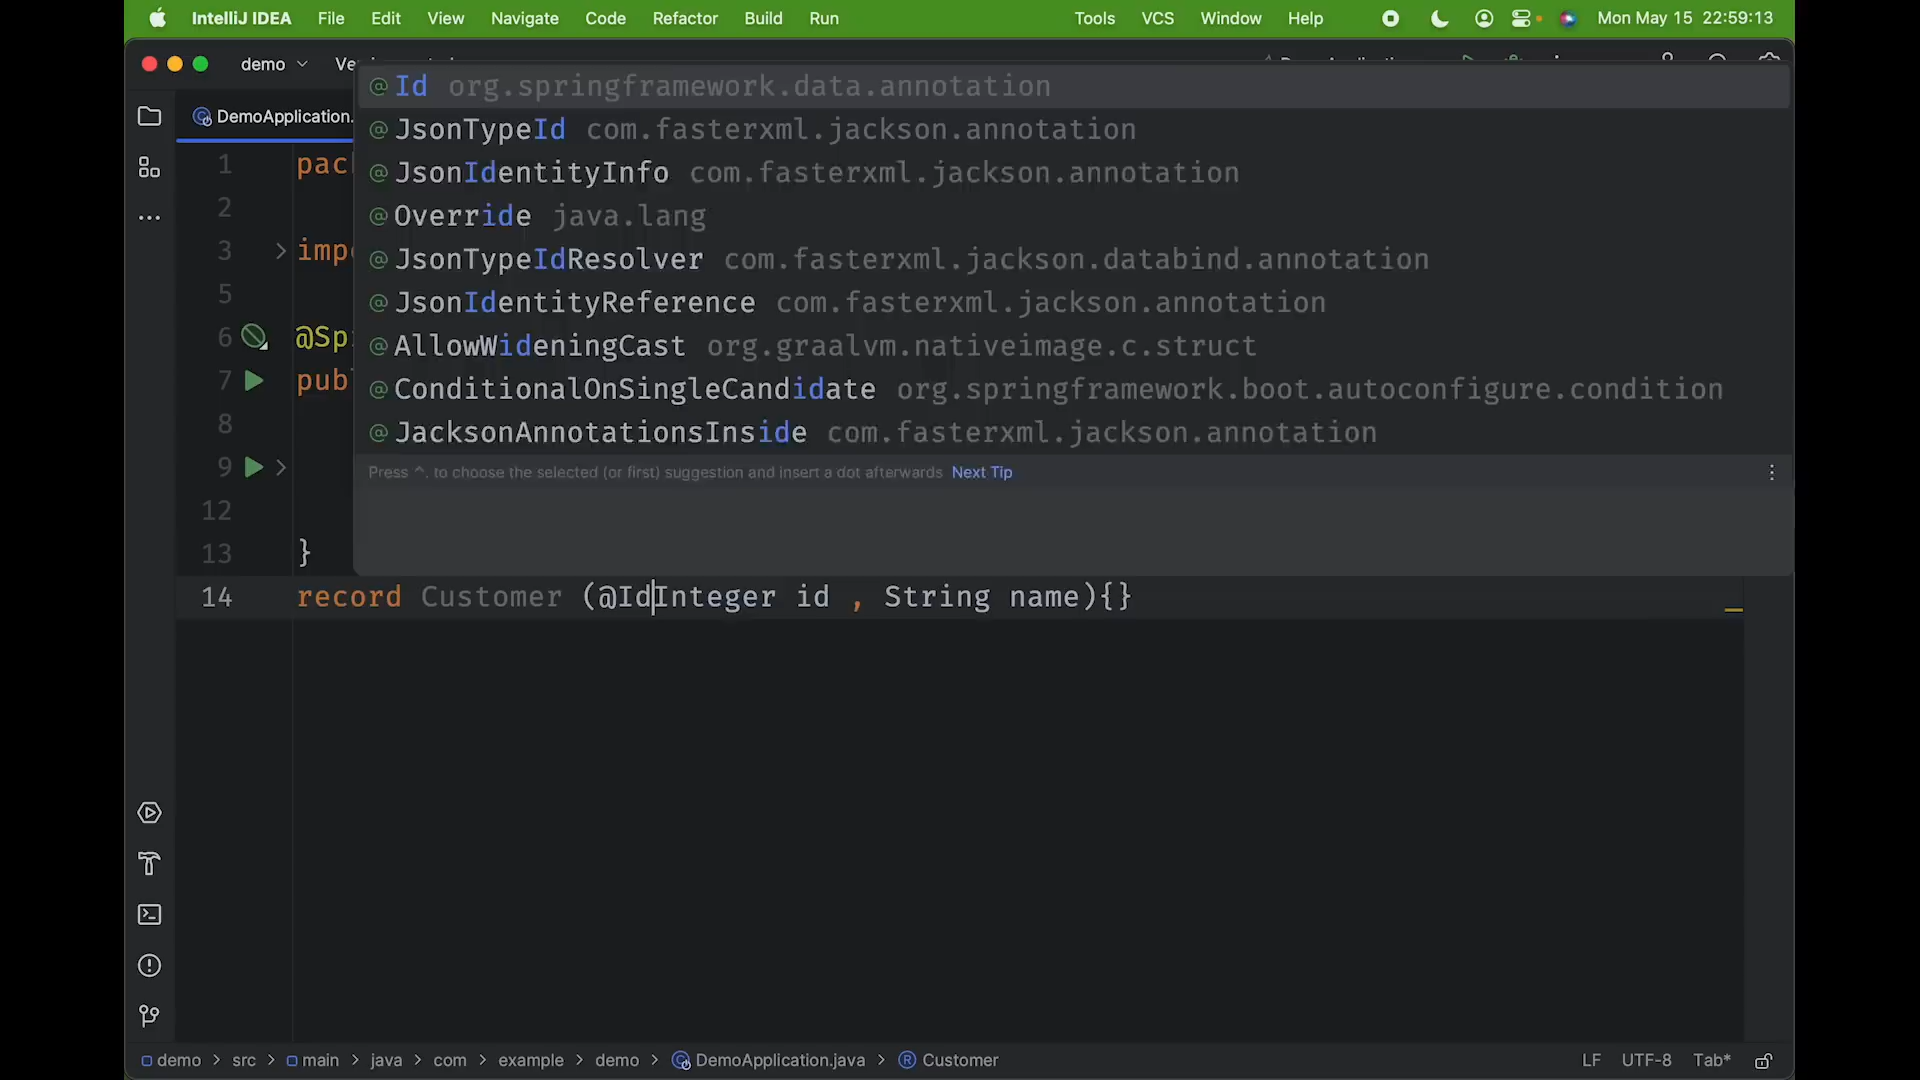 IntelliJ IDEA File Edit View Navigate Code Refactor Build Run Tools VCS Window Help Mon May 15 22:59:13
demo
DemoApplication.
@ Id org.springframework.data.annotation
@ JsonTypeId com.fasterxml.jackson.annotation
@ JsonIdentityInfo com.fasterxml.jackson.annotation
@ Override java.lang
@ JsonTypeIdResolver com.fasterxml.jackson.databind.annotation
@ JsonIdentityReference com.fasterxml.jackson.annotation
@ AllowWideningCast org.graalvm.nativeimage.c.struct
@ ConditionalOnSingleCandidate org.springframework.boot.autoconfigure.condition
@ JacksonAnnotationsInside com.fasterxml.jackson.annotation
Press ^. to choose the selected (or first) suggestion and insert a dot afterwards Next Tip
1 pac
2
3 imp
5
6 @Sp
7 pub
8
9
12
13 }
14 record Customer (@IdInteger id , String name){}
demo > src > main > java > com > example > demo > DemoApplication.java > Customer LF UTF-8 Tab*